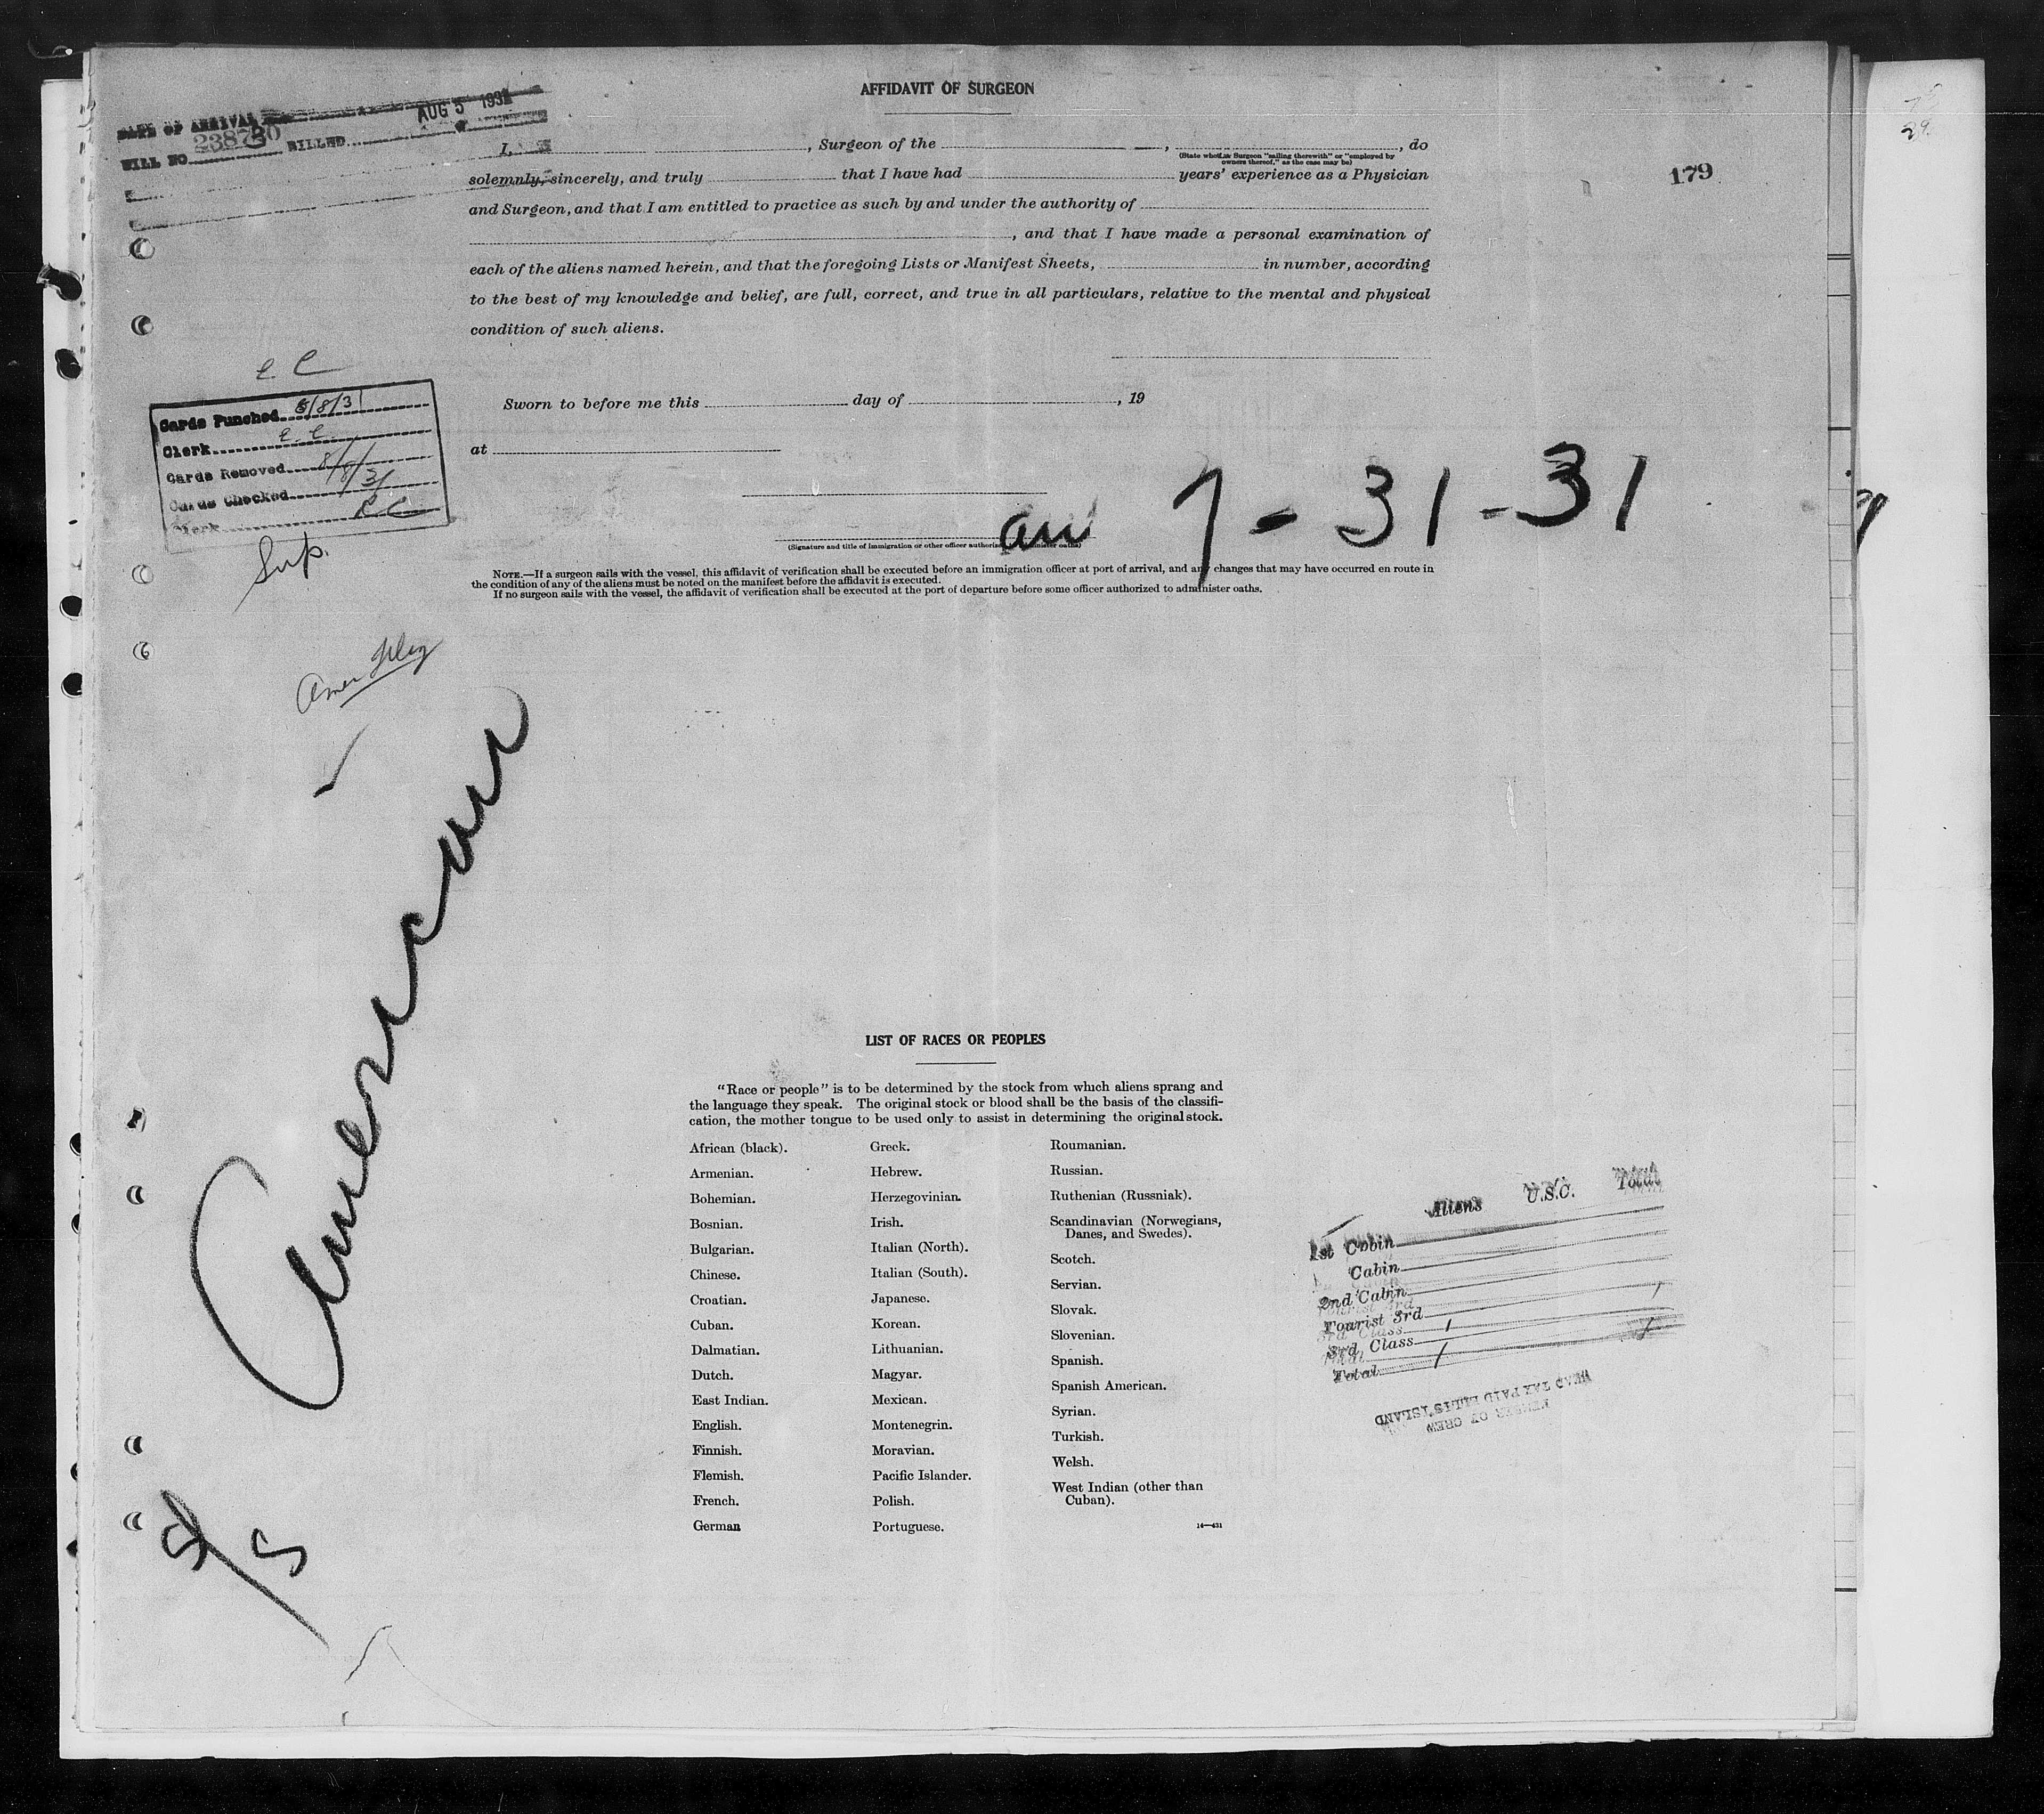 AFFIDAVIT OF SURGEON
DATE OF ARRIVAL
AUG 5 1931
BILL NO. 238730 BILLED
I, , Surgeon of the , , do
(State whether Surgeon "sailing therewith" or "employed by
owners thereof," as the case may be)
solemnly, sincerely, and truly that I have had years' experience as a Physician
179
and Surgeon, and that I am entitled to practice as such by and under the authority of
, and that I have made a personal examination of
each of the aliens named herein, and that the foregoing Lists or Manifest Sheets, in number, according
to the best of my knowledge and belief, are full, correct, and true in all particulars, relative to the mental and physical
condition of such aliens.
Cards Punched 8/8/31
Clerk e. c.
Cards Removed 8/8/31
Cards Checked
Clerk
Sup.
Sworn to before me this day of , 19
at
arr 7-31-31
(Signature and title of immigration or other officer authorized to administer oaths)
NOTE.—If a surgeon sails with the vessel, this affidavit of verification shall be executed before an immigration officer at port of arrival, and any changes that may have occurred en route in
the condition of any of the aliens must be noted on the manifest before the affidavit is executed.
If no surgeon sails with the vessel, the affidavit of verification shall be executed at the port of departure before some officer authorized to administer oaths.
American
LIST OF RACES OR PEOPLES
"Race or people" is to be determined by the stock from which aliens sprang and
the language they speak. The original stock or blood shall be the basis of the classifi-
cation, the mother tongue to be used only to assist in determining the original stock.
African (black).
Armenian.
Bohemian.
Bosnian.
Bulgarian.
Chinese.
Croatian.
Cuban.
Dalmatian.
Dutch.
East Indian.
English.
Finnish.
Flemish.
French.
German
Greek.
Hebrew.
Herzegovinian.
Irish.
Italian (North).
Italian (South).
Japanese.
Korean.
Lithuanian.
Magyar.
Mexican.
Montenegrin.
Moravian.
Pacific Islander.
Polish.
Portuguese.
Roumanian.
Russian.
Ruthenian (Russniak).
Scandinavian (Norwegians,
Danes, and Swedes).
Scotch.
Servian.
Slovak.
Slovenian.
Spanish.
Spanish American.
Syrian.
Turkish.
Welsh.
West Indian (other than
Cuban).
14—431
Aliens U.S.C. Total
1st Cabin
Cabin
2nd Cabin
Tourist 3rd
3rd Class 1 1
Total 1 1
HEAD TAX PAID ELLIS ISLAND
MEMBER OF CREW